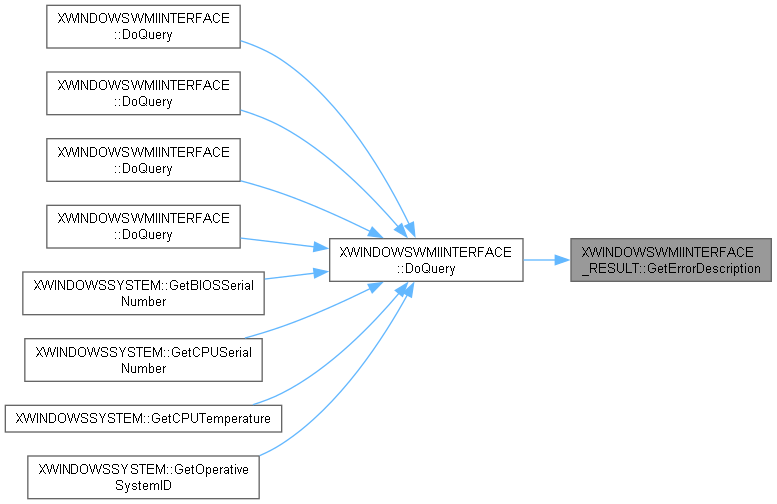 XWINDOWSWMIINTERFACE
::DoQuery
XWINDOWSWMIINTERFACE
::DoQuery
XWINDOWSWMIINTERFACE
::DoQuery
XWINDOWSWMIINTERFACE
::DoQuery
XWINDOWSSYSTEM::GetBIOSSerial
Number
XWINDOWSSYSTEM::GetCPUSerial
Number
XWINDOWSSYSTEM::GetCPUTemperature
XWINDOWSSYSTEM::GetOperative
SystemID
XWINDOWSWMIINTERFACE
::DoQuery
XWINDOWSWMIINTERFACE
_RESULT::GetErrorDescription